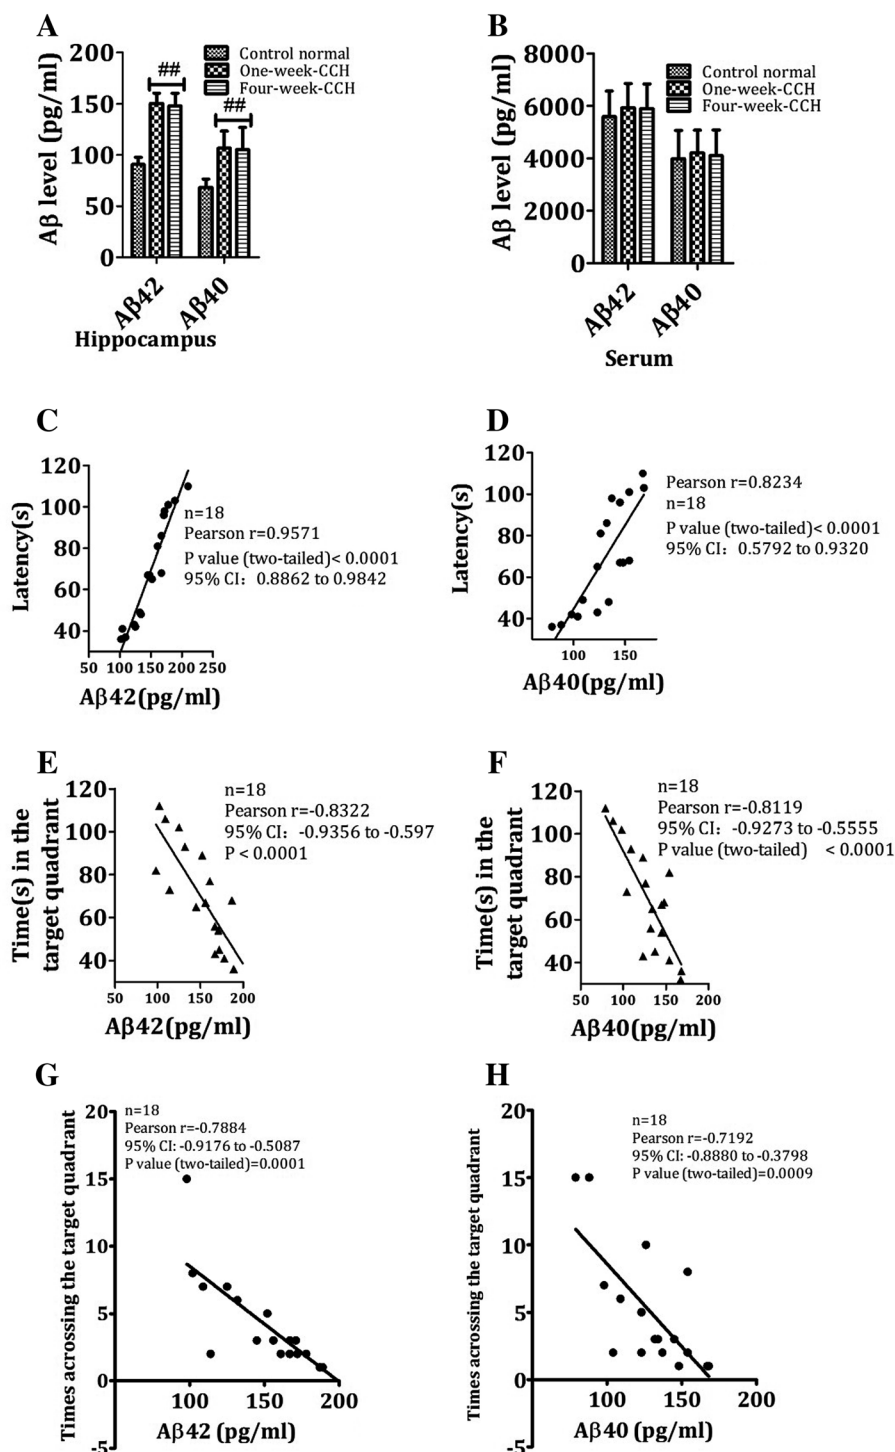 A
200
150
100
50
0
Aβ level (pg/ml)
##
##
Control normal
One-week-CCH
Four-week-CCH
Aβ42
Aβ40
Hippocampus
B
8000
6000
4000
2000
0
Aβ level (pg/ml)
Control normal
One-week-CCH
Four-week-CCH
Aβ42
Aβ40
Serum
C
120
100
80
60
40
Latency(s)
n=18
Pearson r=0.9571
P value (two-tailed)< 0.0001
95% CI: 0.8862 to 0.9842
50 100 150 200 250
Aβ42(pg/ml)
D
120
100
80
60
40
Latency(s)
Pearson r=0.8234
n=18
P value (two-tailed)< 0.0001
95% CI: 0.5792 to 0.9320
100 150
Aβ40(pg/ml)
E
120
100
80
60
40
Time(s) in the
target quadrant
n=18
Pearson r=-0.8322
95% CI: -0.9356 to -0.597
P < 0.0001
50 100 150 200
Aβ42(pg/ml)
F
120
100
80
60
40
Time(s) in the
target quadrant
n=18
Pearson r=-0.8119
95% CI: -0.9273 to -0.5555
P value (two-tailed) < 0.0001
50 100 150 200
Aβ40(pg/ml)
G
20
15
10
5
0
-5
Times acrossing the target quadrant
n=18
Pearson r=-0.7884
95% CI: -0.9176 to -0.5087
P value (two-tailed)=0.0001
100 150 200
Aβ42 (pg/ml)
H
20
15
10
5
0
-5
Times acrossing the target quadrant
n=18
Pearson r=-0.7192
95% CI: -0.8880 to -0.3798
P value (two-tailed)=0.0009
100 150 200
Aβ40 (pg/ml)